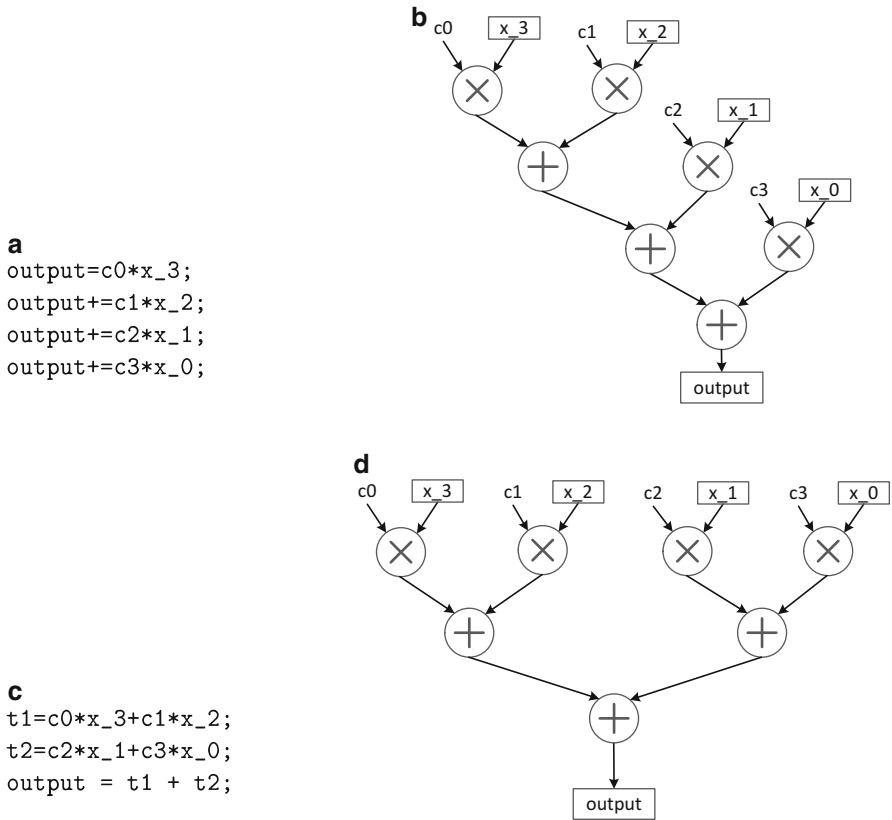 b
c0 x_3 c1 x_2
c2 x_1
c3 x_0
output
a
output=c0*x_3;
output+=c1*x_2;
output+=c2*x_1;
output+=c3*x_0;
d
c0 x_3 c1 x_2 c2 x_1 c3 x_0
output
c
t1=c0*x_3+c1*x_2;
t2=c2*x_1+c3*x_0;
output = t1 + t2;